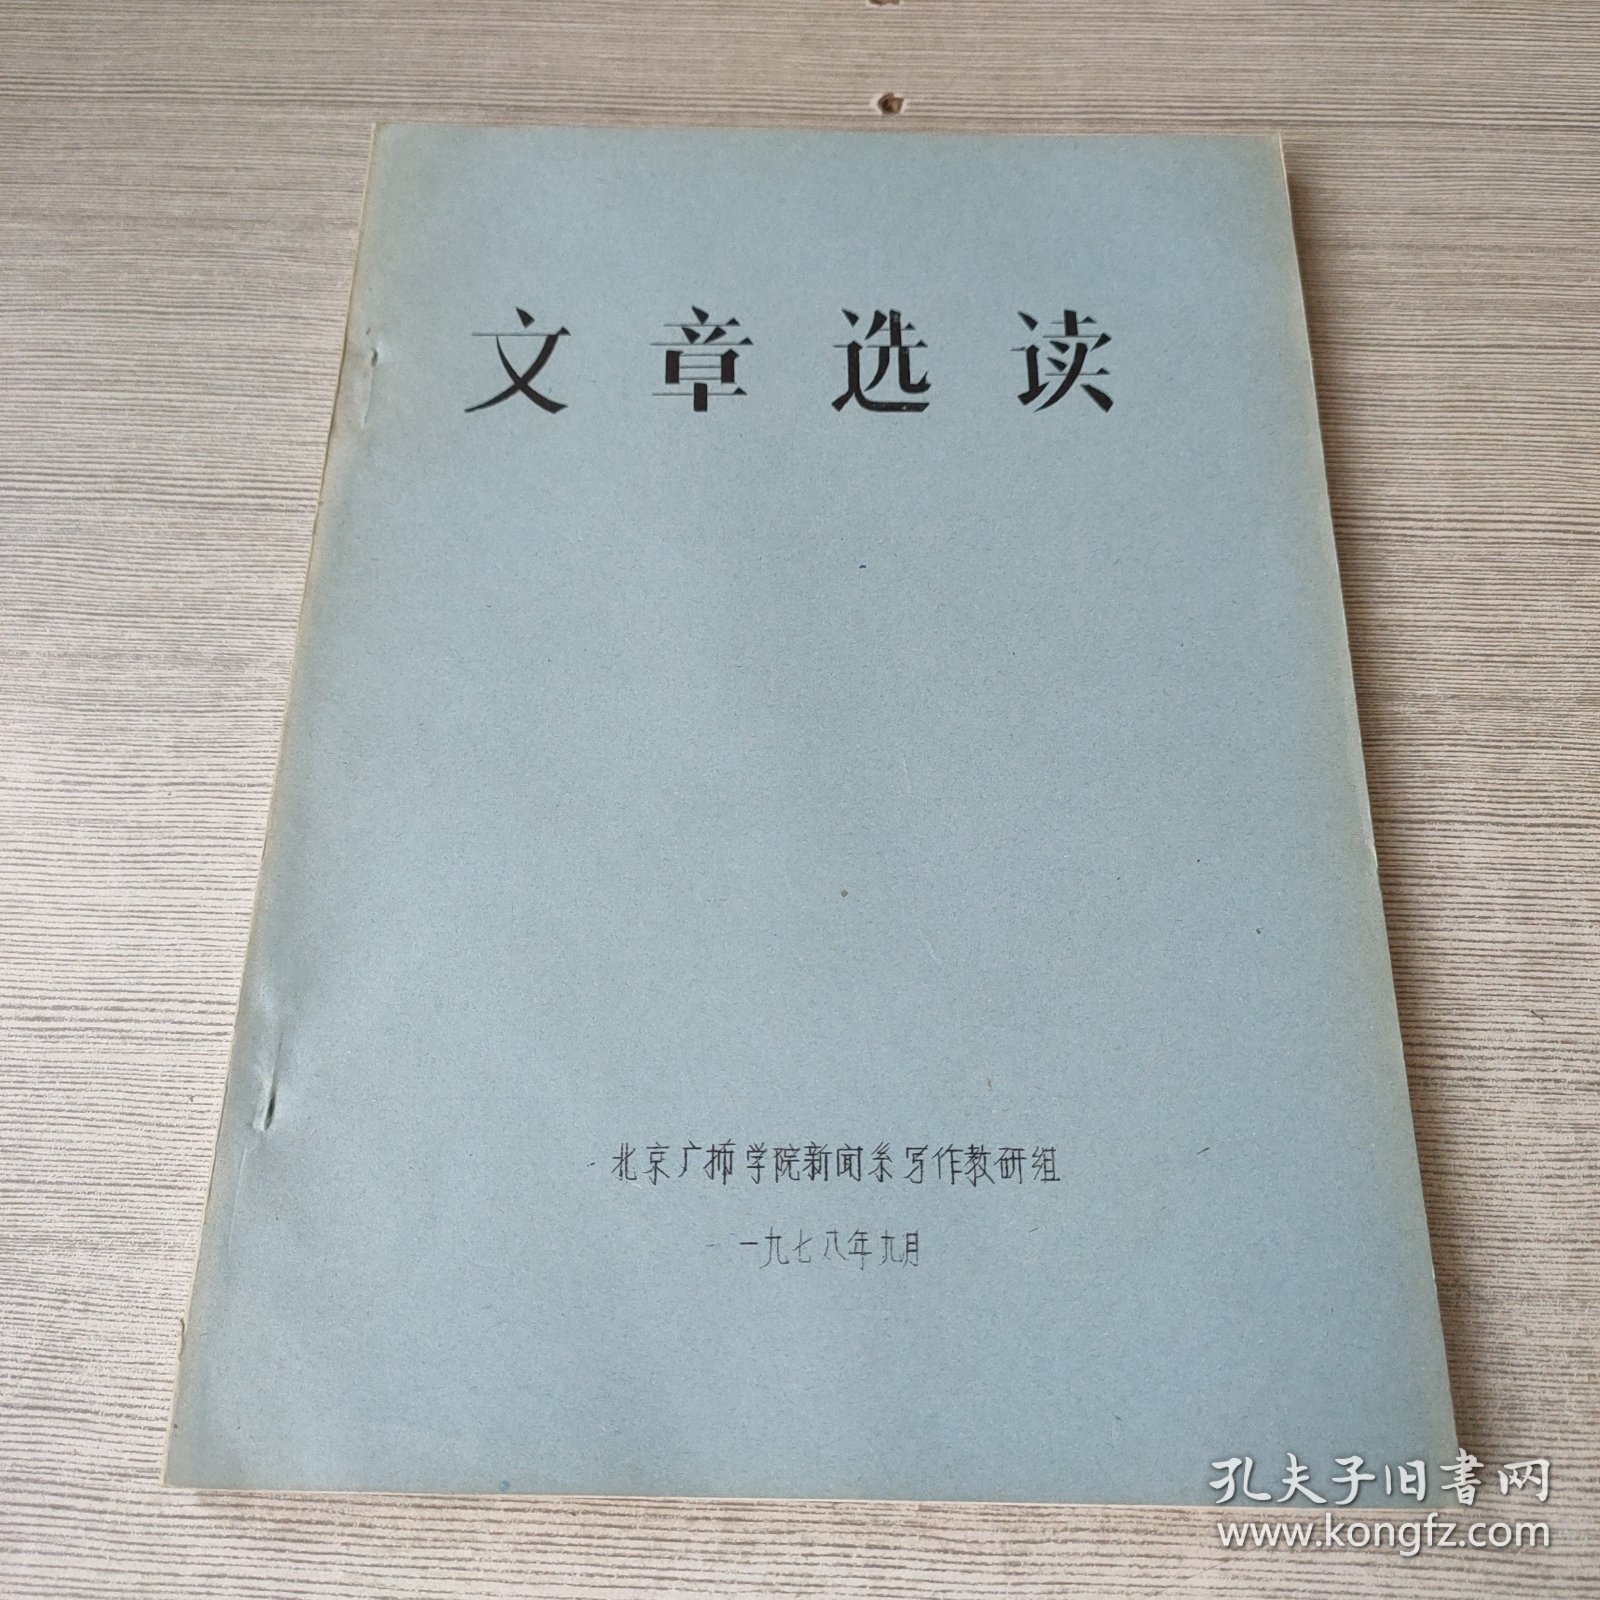 文章选读
北京广播学院新闻系写作教研组
一九七八年九月
孔夫子旧书网
www.kongfz.com